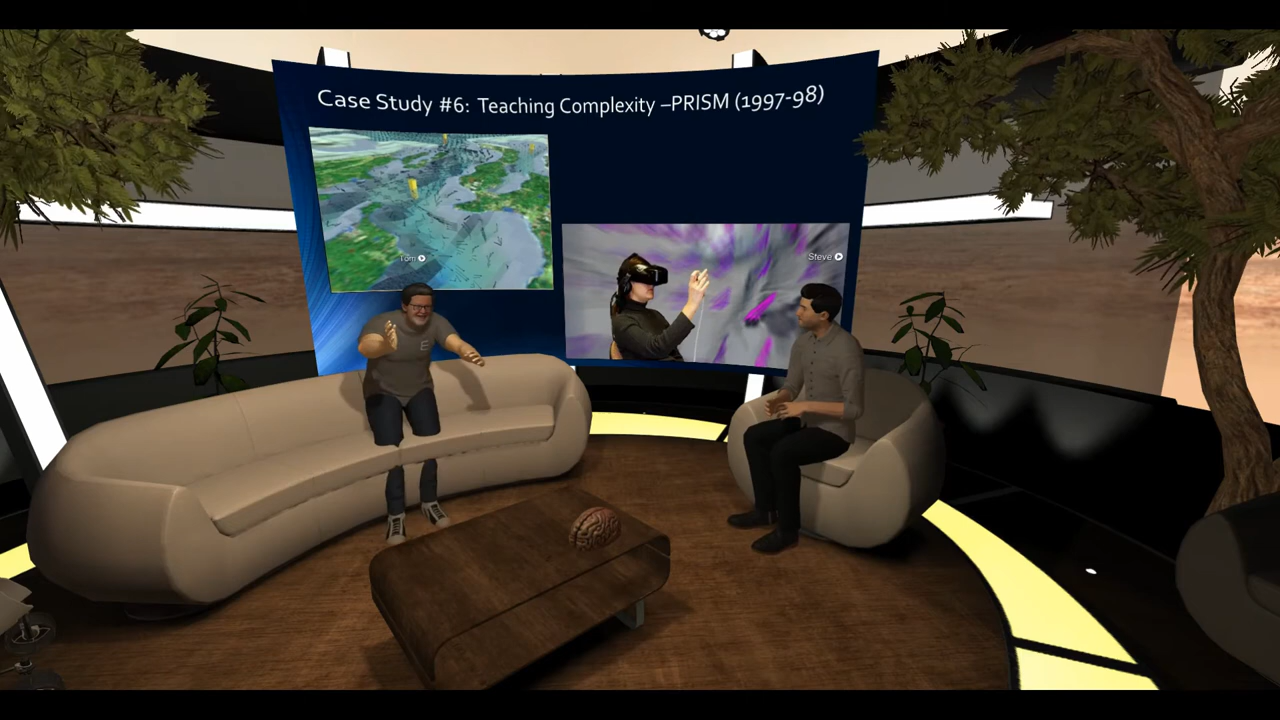 Case Study #6: Teaching Complexity –PRISM (1997-98)
Tom
Steve
E